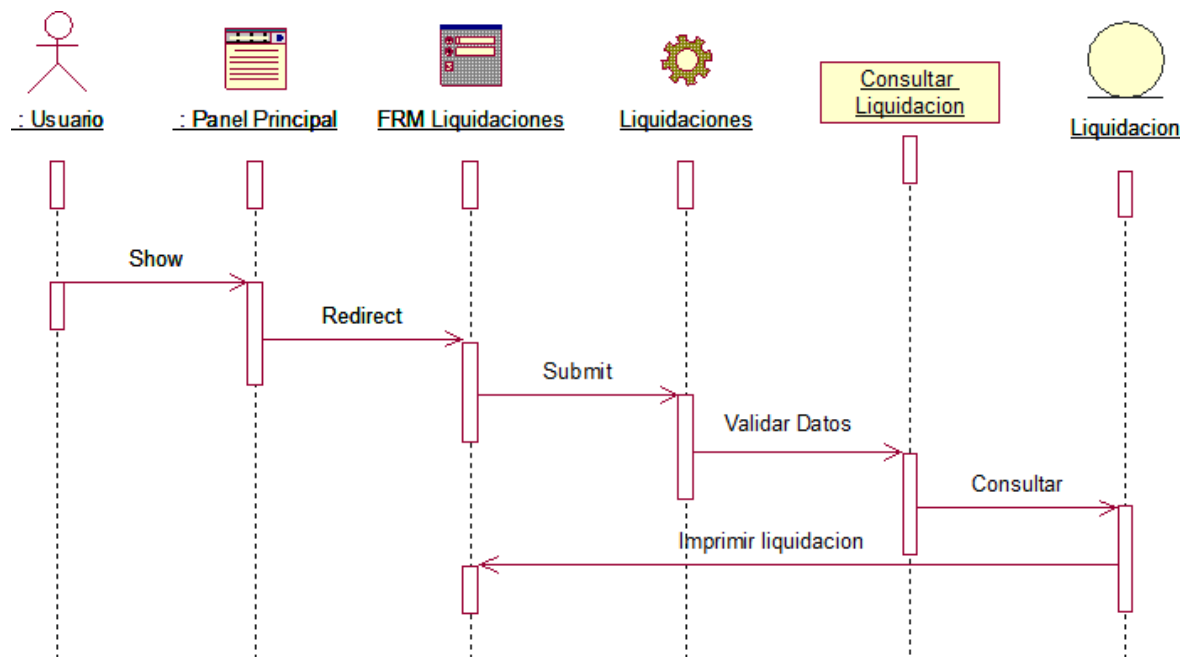 : Usuario
: Panel Principal
FRM Liquidaciones
Liquidaciones
Consultar
Liquidacion
Liquidacion
Show
Redirect
Submit
Validar Datos
Consultar
Imprimir liquidacion